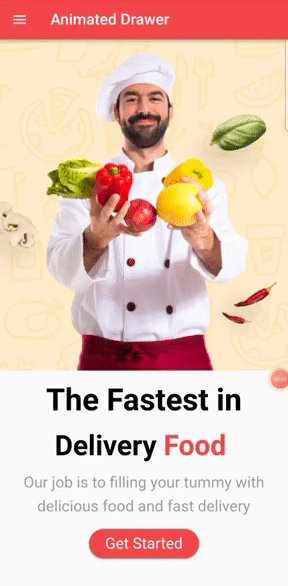 Animated Drawer
The Fastest in
Delivery Food
Our job is to filling your tummy with
delicious food and fast delivery
Get Started